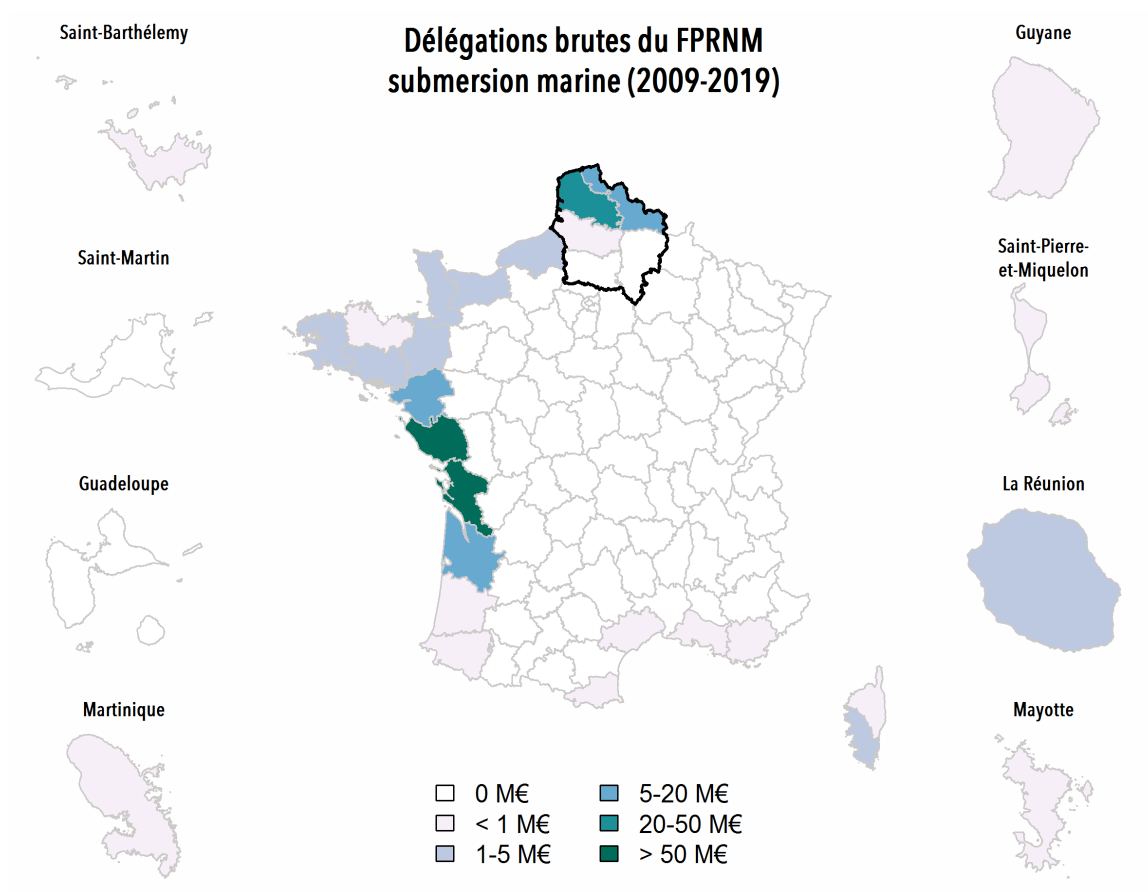 Délégations brutes du FPRNM
submersion marine (2009-2019)
Saint-Barthélemy
Saint-Martin
Guadeloupe
Martinique
Guyane
Saint-Pierre-
et-Miquelon
La Réunion
Mayotte
0 M€
< 1 M€
1-5 M€
5-20 M€
20-50 M€
> 50 M€